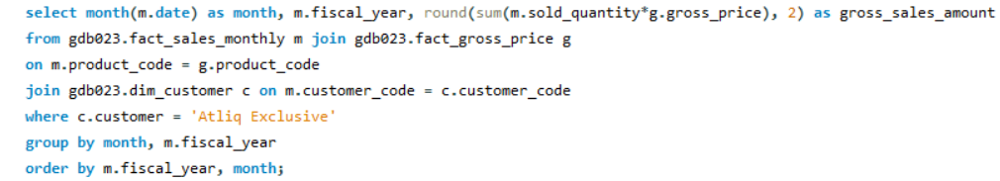 select month(m.date) as month, m.fiscal_year, round(sum(m.sold_quantity*g.gross_price), 2) as gross_sales_amount
from gdb023.fact_sales_monthly m join gdb023.fact_gross_price g
on m.product_code = g.product_code
join gdb023.dim_customer c on m.customer_code = c.customer_code
where c.customer = 'Atliq Exclusive'
group by month, m.fiscal_year
order by m.fiscal_year, month;